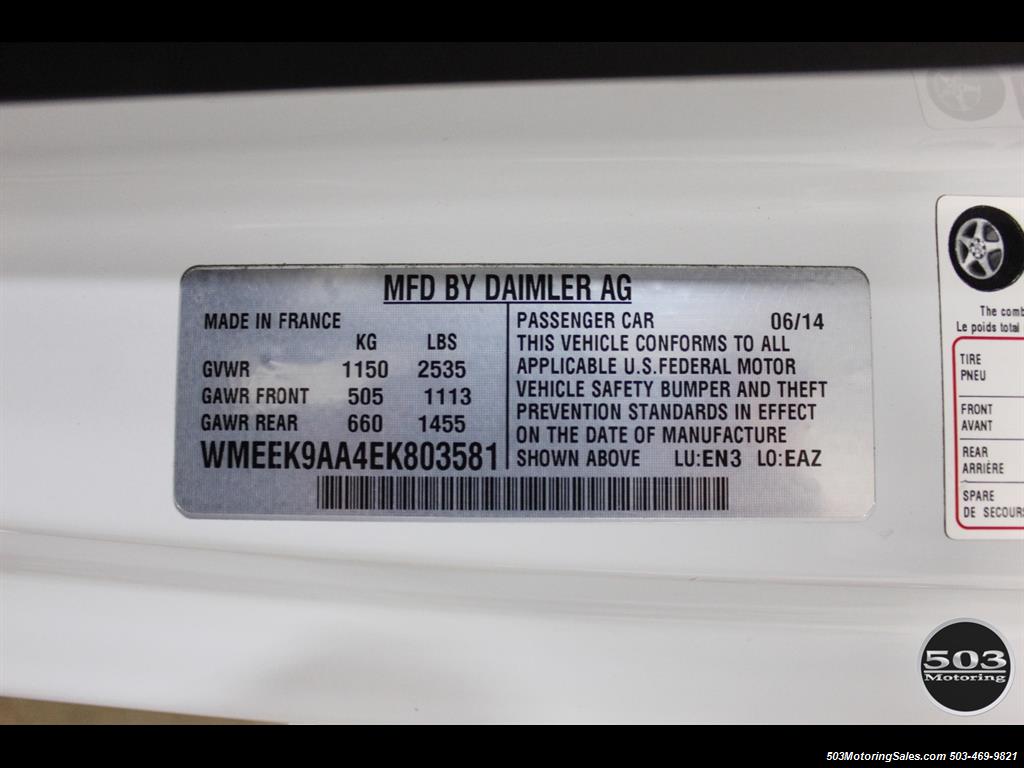 MFD BY DAIMLER AG
MADE IN FRANCE
KG LBS
GVWR 1150 2535
GAWR FRONT 505 1113
GAWR REAR 660 1455
WMEEK9AA4EK803581
PASSENGER CAR 06/14
THIS VEHICLE CONFORMS TO ALL
APPLICABLE U.S.FEDERAL MOTOR
VEHICLE SAFETY BUMPER AND THEFT
PREVENTION STANDARDS IN EFFECT
ON THE DATE OF MANUFACTURE
SHOWN ABOVE LU:EN3 LO:EAZ
The
Le poids total
TIRE
PNEU
FRONT
AVANT
REAR
ARRIÈRE
SPARE
DE
503
Motoring
503MotoringSales.com 503-469-9821